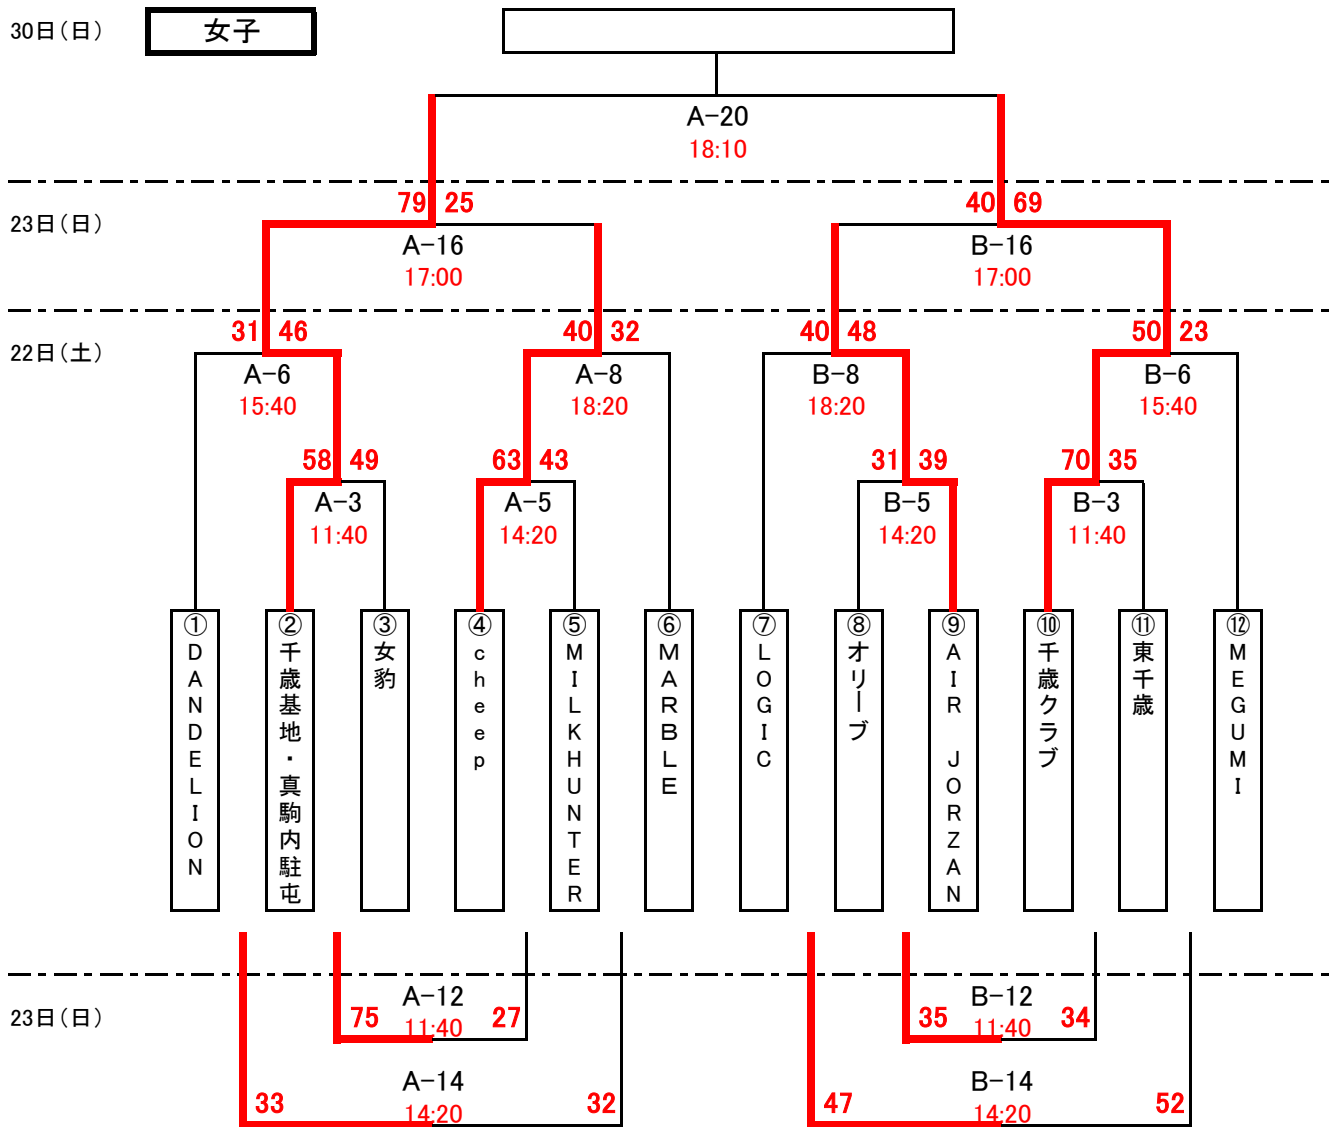 30日(日)
女子
A-20
18:10
79 25
40 69
23日(日)
A-16
B-16
17:00
17:00
31 46
40 32
40 48
50 23
22日(土)
A-6
A-8
B-8
B-6
15:40
18:20
18:20
15:40
58 49
63 43
31 39
70 35
A-3
A-5
B-5
B-3
11:40
14:20
14:20
11:40
①DANDELION
②千歳基地・真駒内駐屯
③女豹
④cheep
⑤MILKHUNTER
⑥MARBLE
⑦LOGIC
⑧オリーブ
⑨AIR JORZAN
⑩千歳クラブ
⑪東千歳
⑫MEGUMI
23日(日)
A-12
B-12
75 11:40 27
35 11:40 34
A-14
B-14
33 14:20 32
47 14:20 52